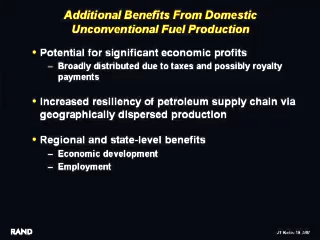 Additional Benefits From Domestic
Unconventional Fuel Production
• Potential for significant economic profits
– Broadly distributed due to taxes and possibly royalty
payments
• Increased resiliency of petroleum supply chain via
geographically dispersed production
• Regional and state-level benefits
– Economic development
– Employment
RAND